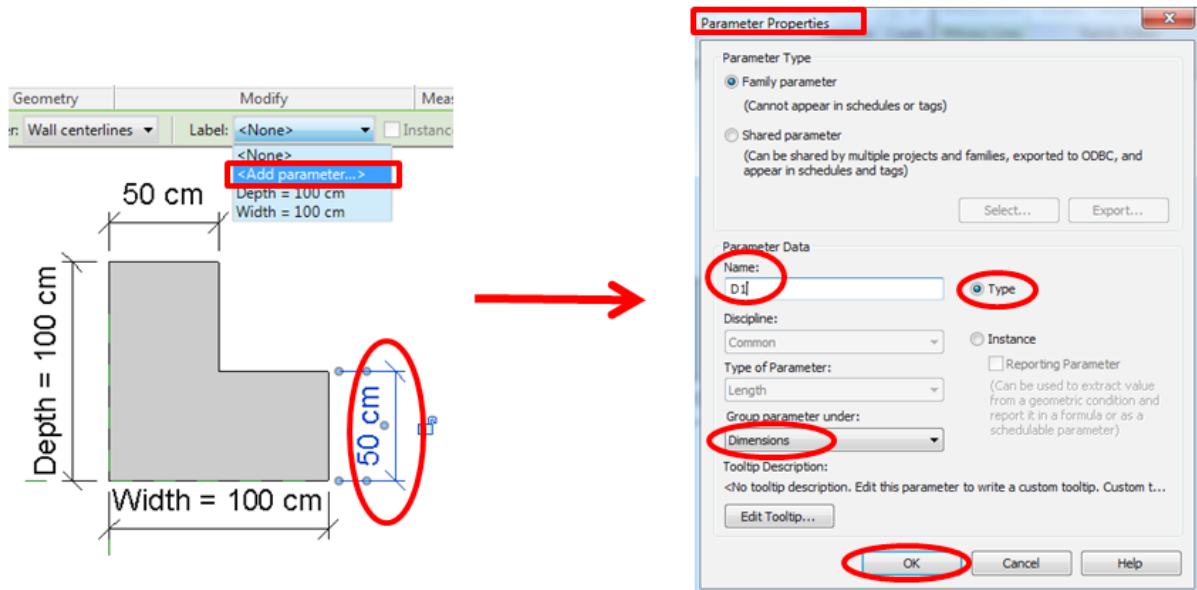 Geometry Modify Meas
r: Wall centerlines Label: <None> Instanc
<None>
<Add parameter...>
Depth = 100 cm
Width = 100 cm
50 cm
Depth = 100 cm
50 cm
Width = 100 cm
Parameter Properties
Parameter Type
Family parameter
(Cannot appear in schedules or tags)
Shared parameter
(Can be shared by multiple projects and families, exported to ODBC, and
appear in schedules and tags)
Select... Export...
Parameter Data
Name:
D1
Type
Discipline:
Common
Instance
Reporting Parameter
Type of Parameter:
Length
(Can be used to extract value
from a geometric condition and
report it in a formula or as a
schedulable parameter)
Group parameter under:
Dimensions
Tooltip Description:
<No tooltip description. Edit this parameter to write a custom tooltip. Custom t...
Edit Tooltip...
OK Cancel Help